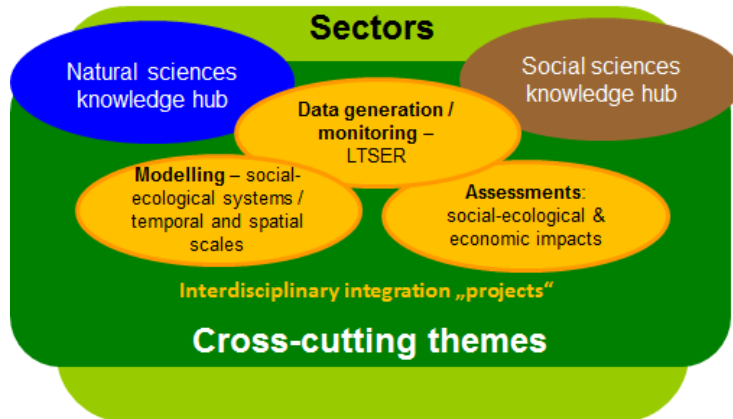 Sectors
Natural sciences
knowledge hub
Social sciences
knowledge hub
Data generation /
monitoring –
LTSER
Modelling – social-
ecological systems /
temporal and spatial
scales
Assessments:
social-ecological &
economic impacts
Interdisciplinary integration „projects“
Cross-cutting themes